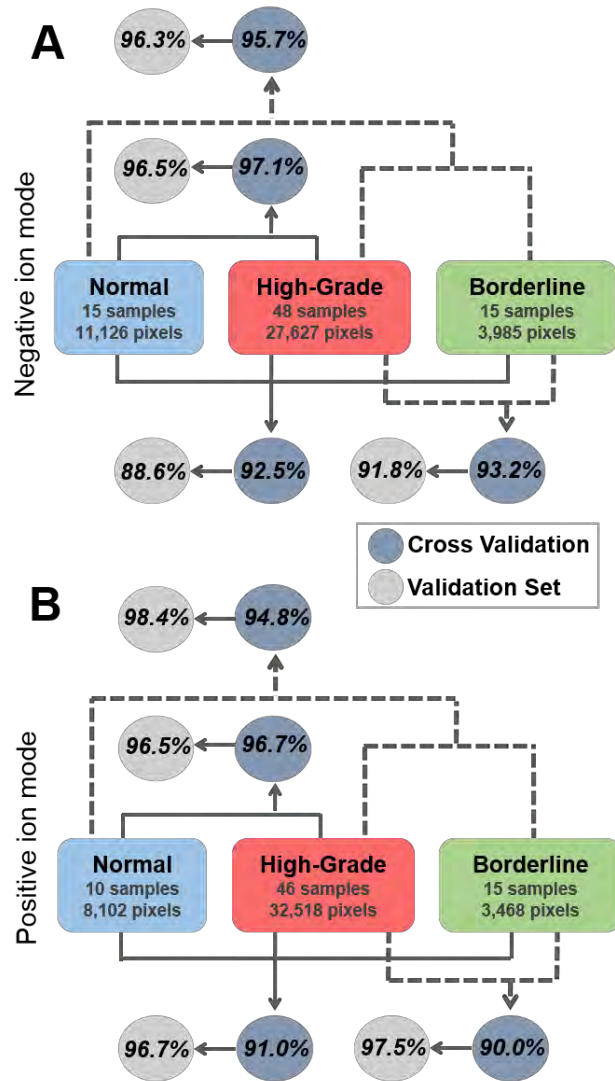 A
96.3%
95.7%
96.5%
97.1%
Negative ion mode
Normal
15 samples
11,126 pixels
High-Grade
48 samples
27,627 pixels
Borderline
15 samples
3,985 pixels
88.6%
92.5%
91.8%
93.2%
Cross Validation
Validation Set
B
98.4%
94.8%
96.5%
96.7%
Positive ion mode
Normal
10 samples
8,102 pixels
High-Grade
46 samples
32,518 pixels
Borderline
15 samples
3,468 pixels
96.7%
91.0%
97.5%
90.0%